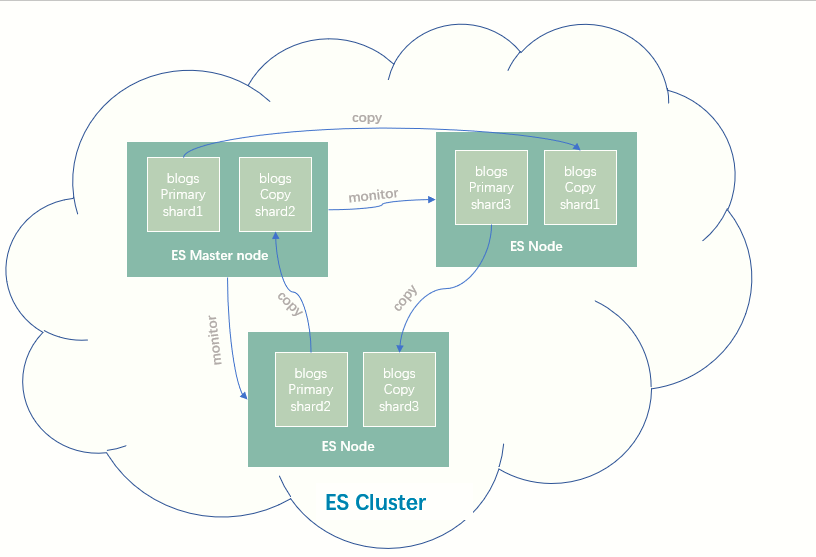 copy
blogs
Primary
shard1
blogs
Copy
shard2
ES Master node
monitor
blogs
Primary
shard3
blogs
Copy
shard1
ES Node
monitor
copy
copy
blogs
Primary
shard2
blogs
Copy
shard3
ES Node
ES Cluster